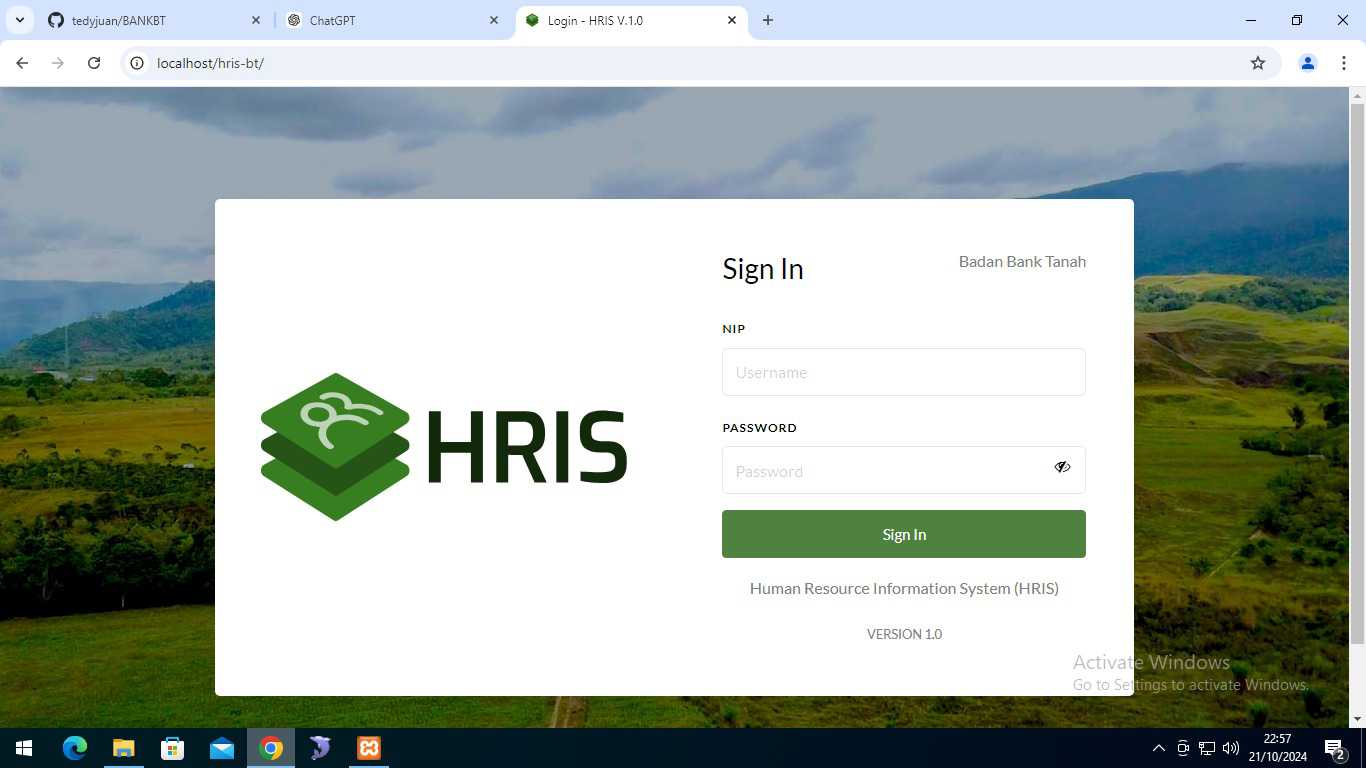 tedyjuan/BANKBT
ChatGPT
Login - HRIS V.1.0
localhost/hris-bt/
Sign In
Badan Bank Tanah
NIP
Username
PASSWORD
Password
Sign In
Human Resource Information System (HRIS)
VERSION 1.0
HRIS
Activate Windows
Go to Settings to activate Windows.
22:57
21/10/2024
2